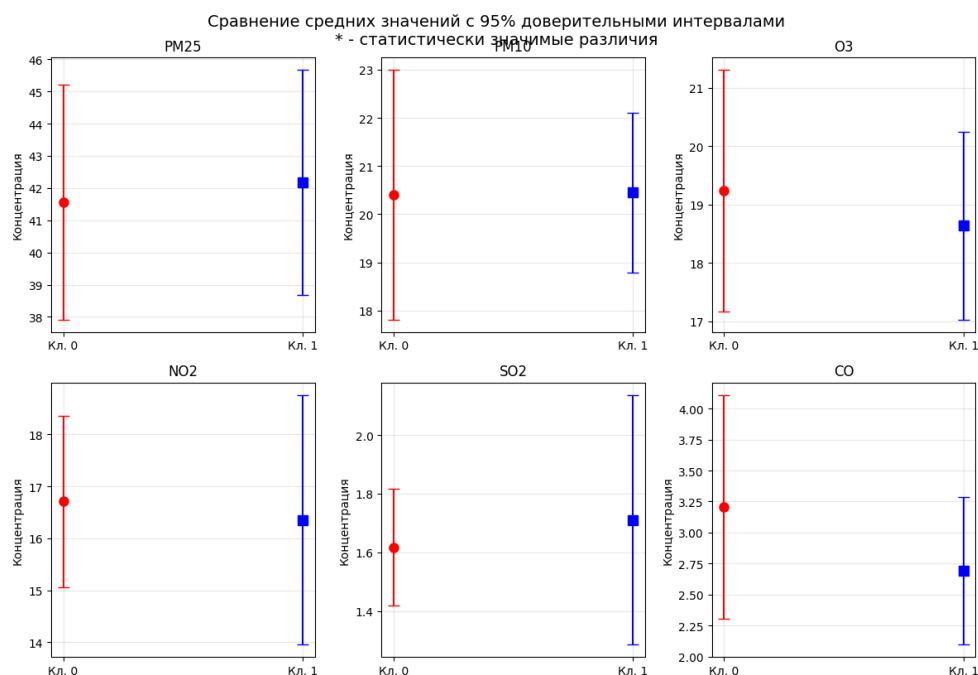 Сравнение средних значений с 95% доверительными интервалами
* - статистически значимые различия
PM25
PM10
O3
46
45
44
43
42
41
40
39
38
Концентрация
Кл. 0
Кл. 1
23
22
21
20
19
18
Концентрация
Кл. 0
Кл. 1
21
20
19
18
17
Концентрация
Кл. 0
Кл. 1
NO2
SO2
CO
18
17
16
15
14
Концентрация
Кл. 0
Кл. 1
2.0
1.8
1.6
1.4
Концентрация
Кл. 0
Кл. 1
4.00
3.75
3.50
3.25
3.00
2.75
2.50
2.25
2.00
Концентрация
Кл. 0
Кл. 1